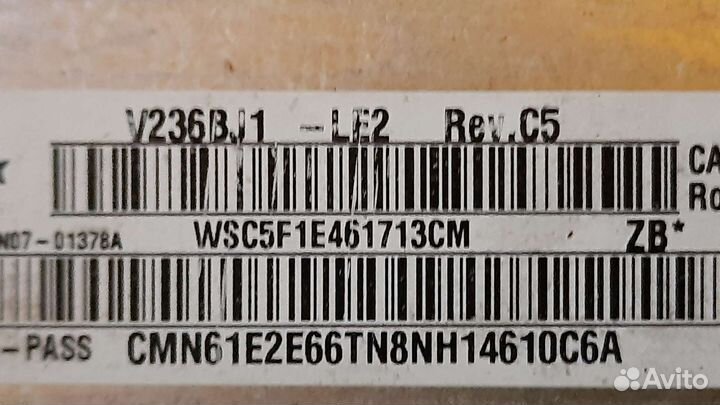 V236BJ1 -LE2 Rev.C5
CA
Ro
N07-01378A WSC5F1E461713CM ZB*
-PASS CMN61E2E66TN8NH14610C6A
Avito